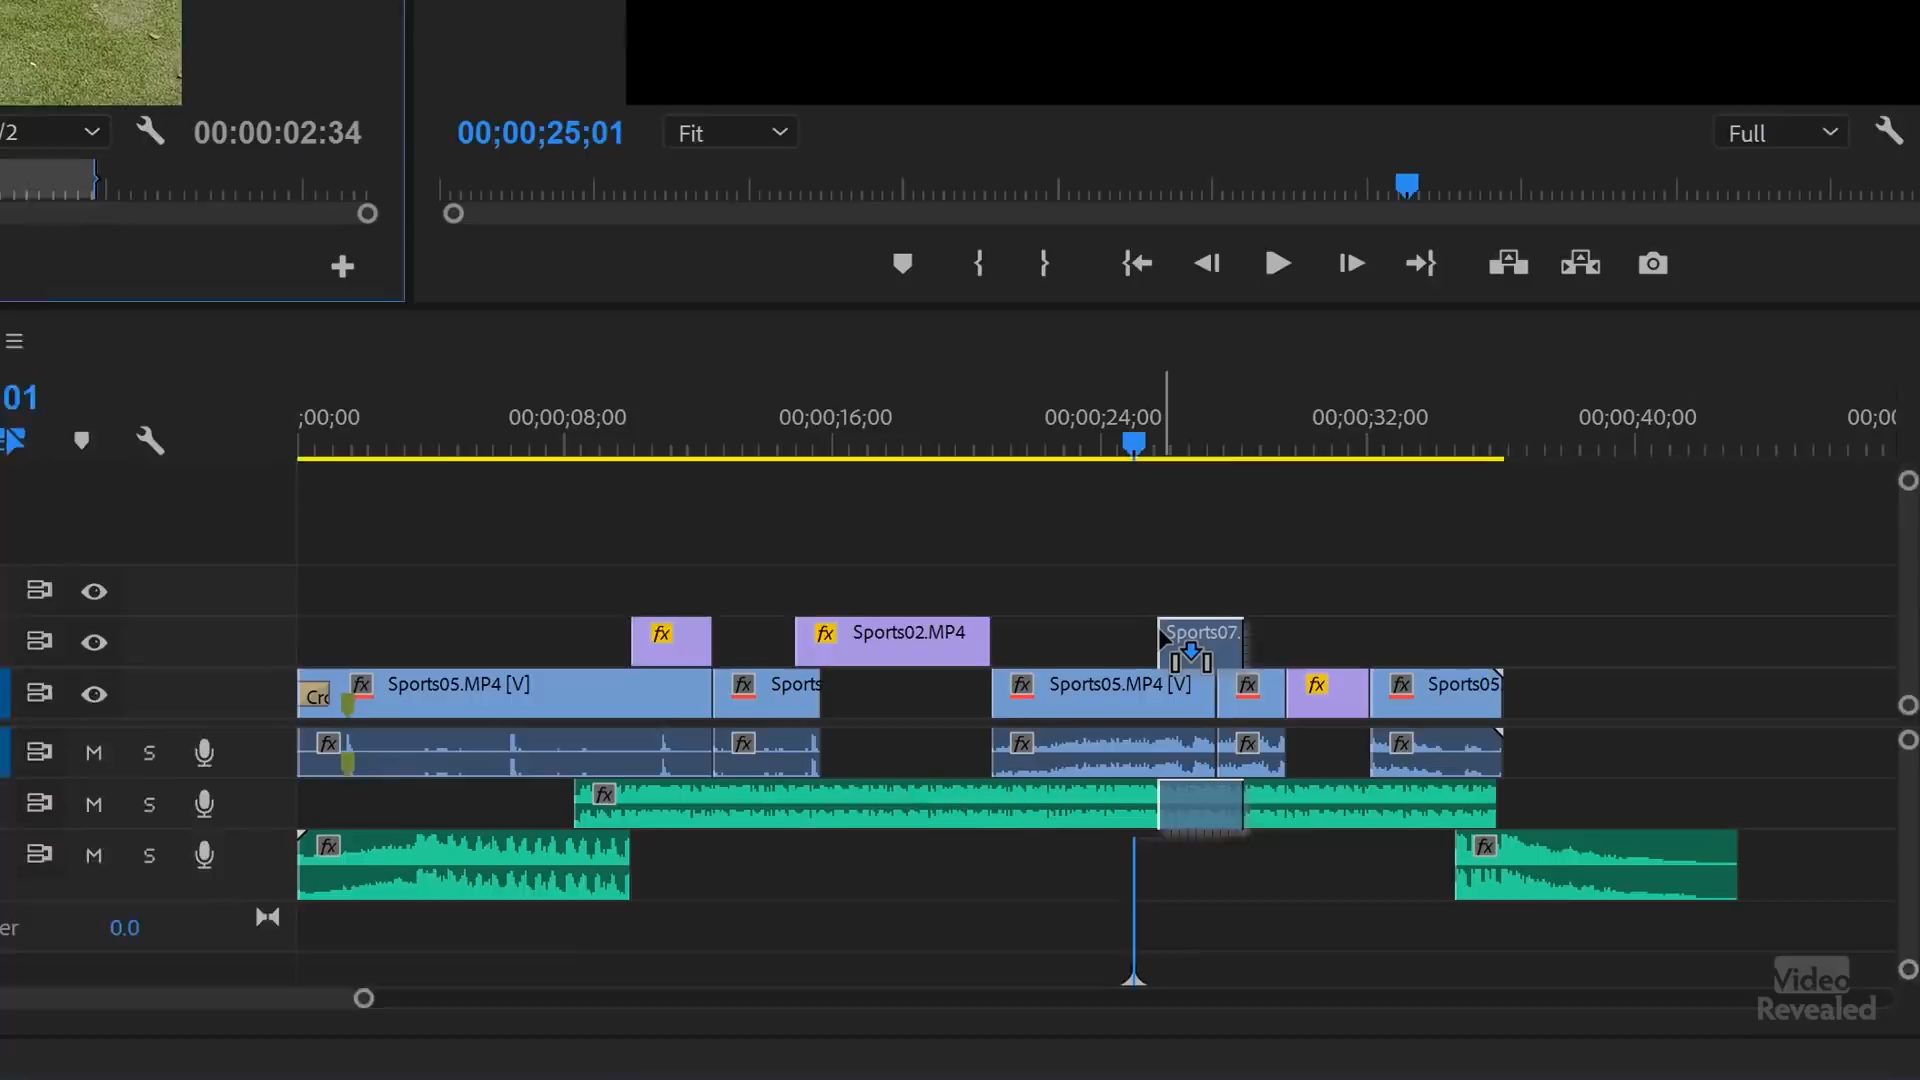 /2
00:00:02:34
00;00;25;01
Fit
Full
01
;00;00
00;00;08;00
00;00;16;00
00;00;24;00
00;00;32;00
00;00;40;00
00;00
fx
fx Sports02.MP4
Sports07.
Cro
fx Sports05.MP4 [V]
fx Sports
fx Sports05.MP4 [V]
fx
fx
fx Sports05.
M S
fx
fx
fx
fx
fx
M S
fx
M S
fx
fx
er
0.0
Video
Revealed